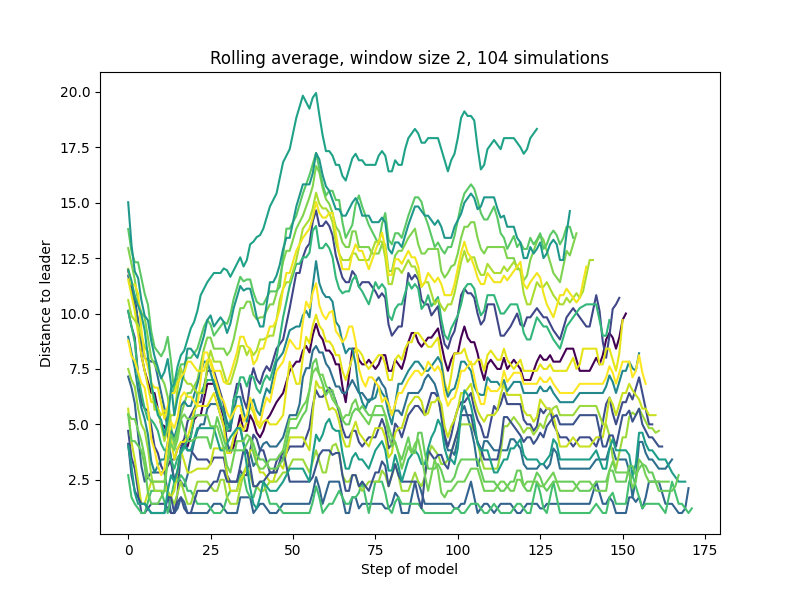 Rolling average, window size 2, 104 simulations
20.0
17.5
15.0
12.5
10.0
7.5
5.0
2.5
Distance to leader
0 25 50 75 100 125 150 175
Step of model